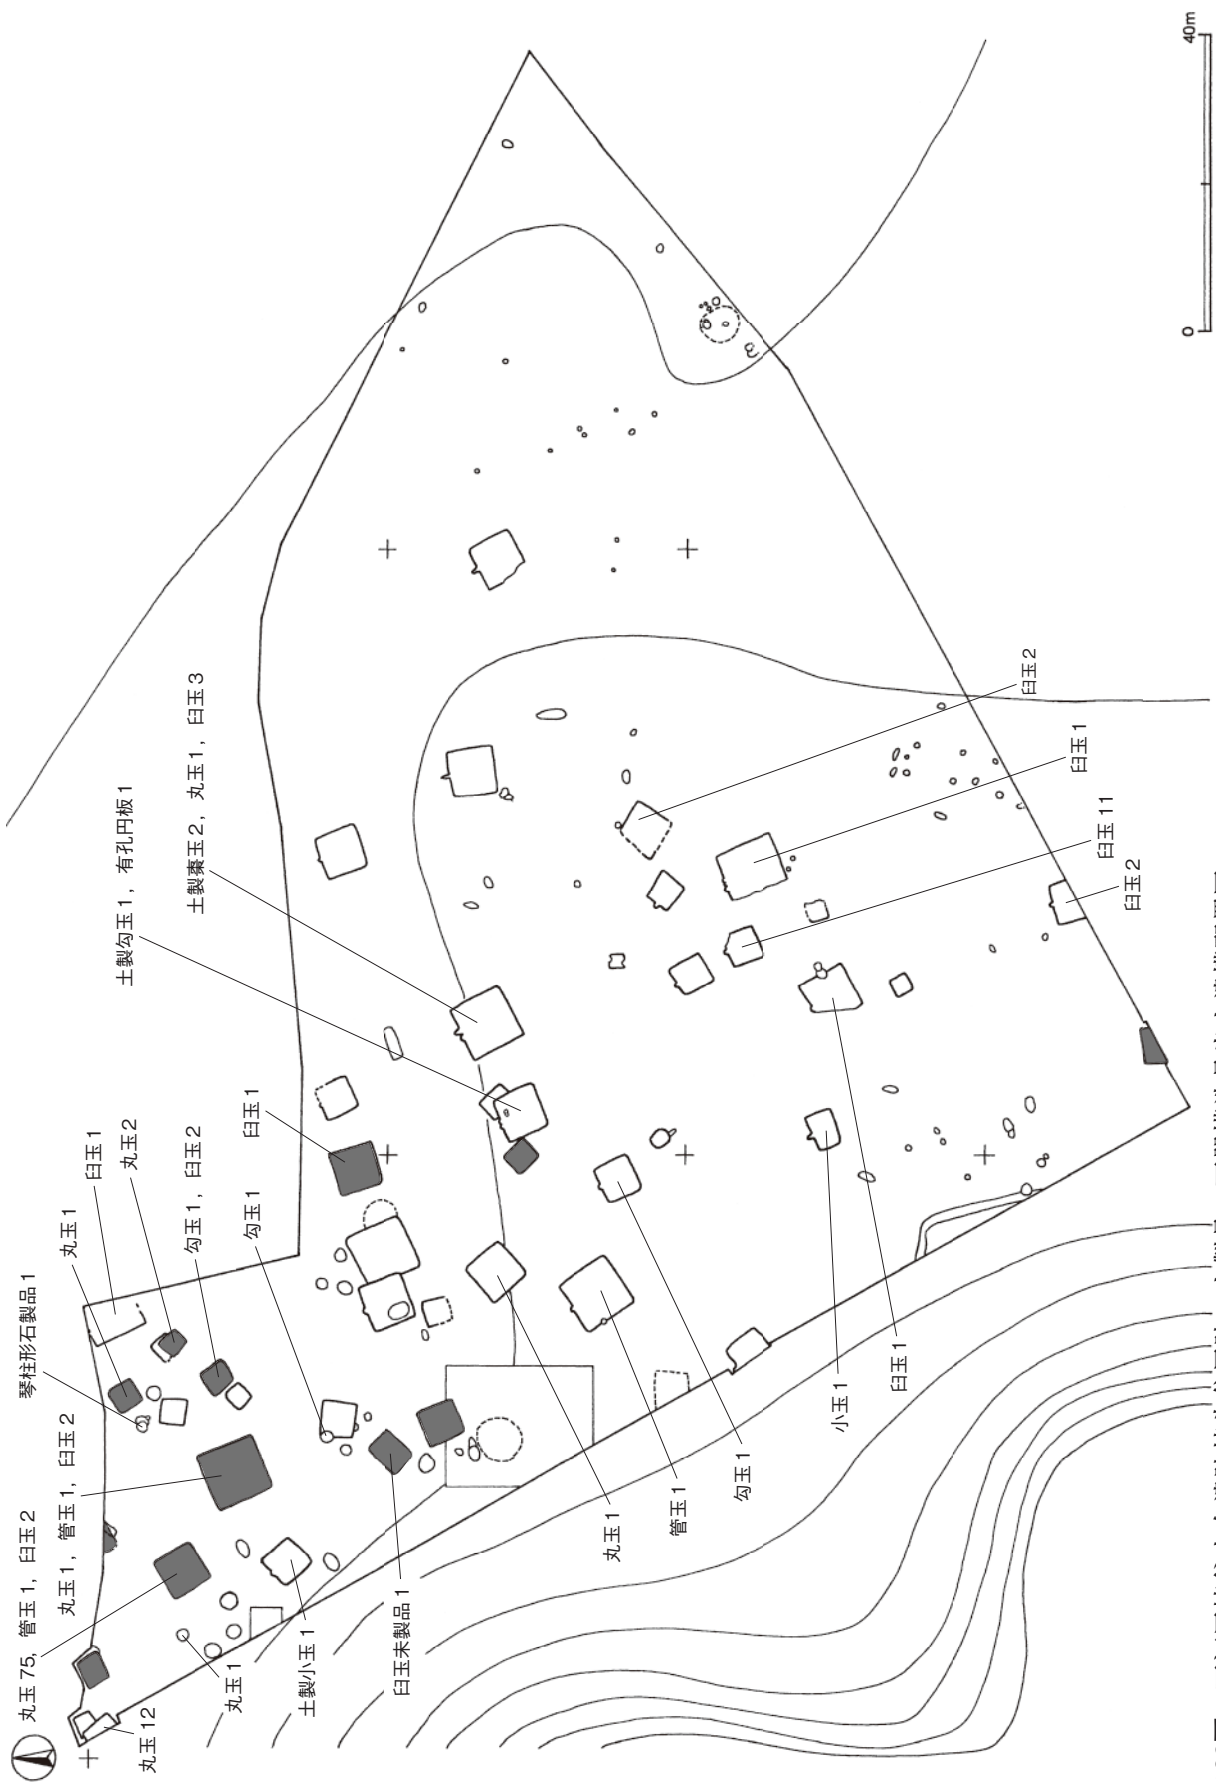 丸玉 75, 管玉 1, 臼玉 2
丸玉 1, 管玉 1, 臼玉 2
琴柱形石製品 1
丸玉 1
臼玉 1
丸玉 2
勾玉 1, 臼玉 2
勾玉 1
臼玉 1
土製勾玉 1, 有孔円板 1
土製棗玉 2, 丸玉 1, 臼玉 3
丸玉 12
丸玉 1
土製小玉 1
臼玉未製品 1
丸玉 1
管玉 1
勾玉 1
小玉 1
臼玉 1
臼玉 2
臼玉 11
臼玉 1
臼玉 2
0
40m